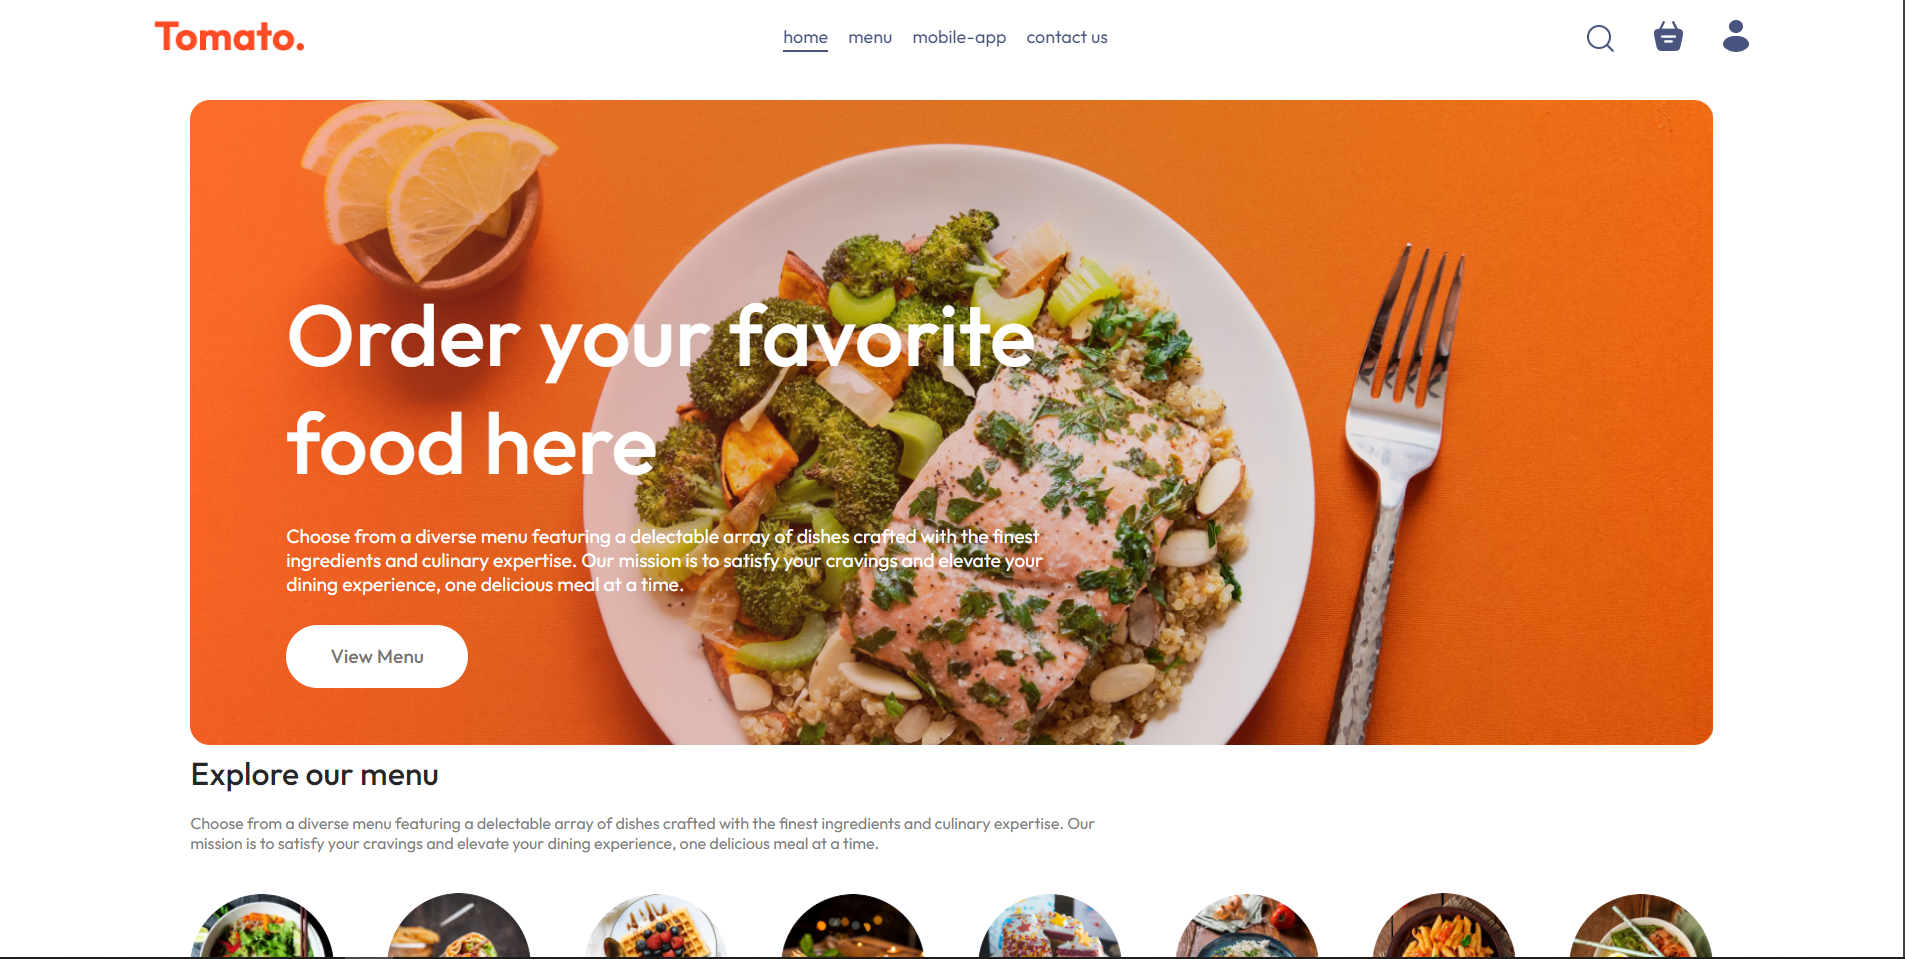 Tomato.
home menu mobile-app contact us
Order your favorite
food here
Choose from a diverse menu featuring a delectable array of dishes crafted with the finest
ingredients and culinary expertise. Our mission is to satisfy your cravings and elevate your
dining experience, one delicious meal at a time.
View Menu
Explore our menu
Choose from a diverse menu featuring a delectable array of dishes crafted with the finest ingredients and culinary expertise. Our
mission is to satisfy your cravings and elevate your dining experience, one delicious meal at a time.